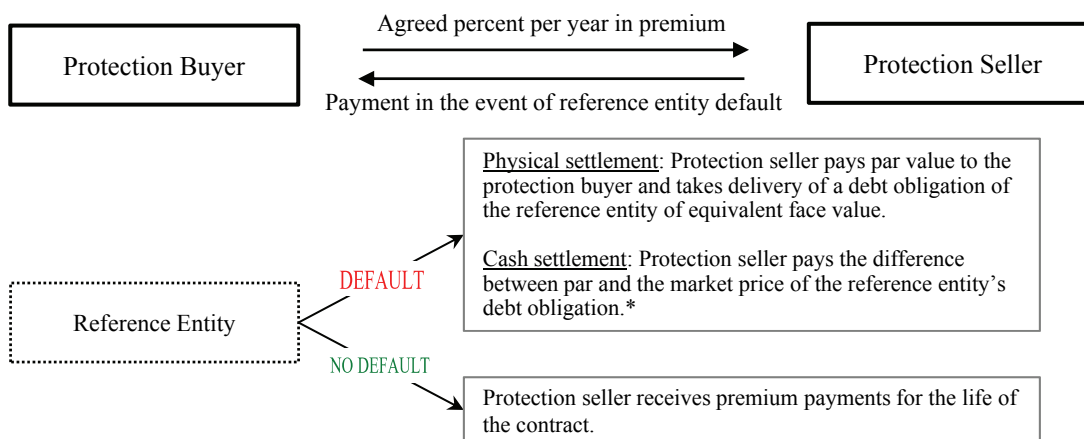 Agreed percent per year in premium
Protection Buyer
Protection Seller
Payment in the event of reference entity default
Physical settlement: Protection seller pays par value to the
protection buyer and takes delivery of a debt obligation of
the reference entity of equivalent face value.
Cash settlement: Protection seller pays the difference
between par and the market price of the reference entity’s
debt obligation.*
DEFAULT
Reference Entity
NO DEFAULT
Protection seller receives premium payments for the life of
the contract.